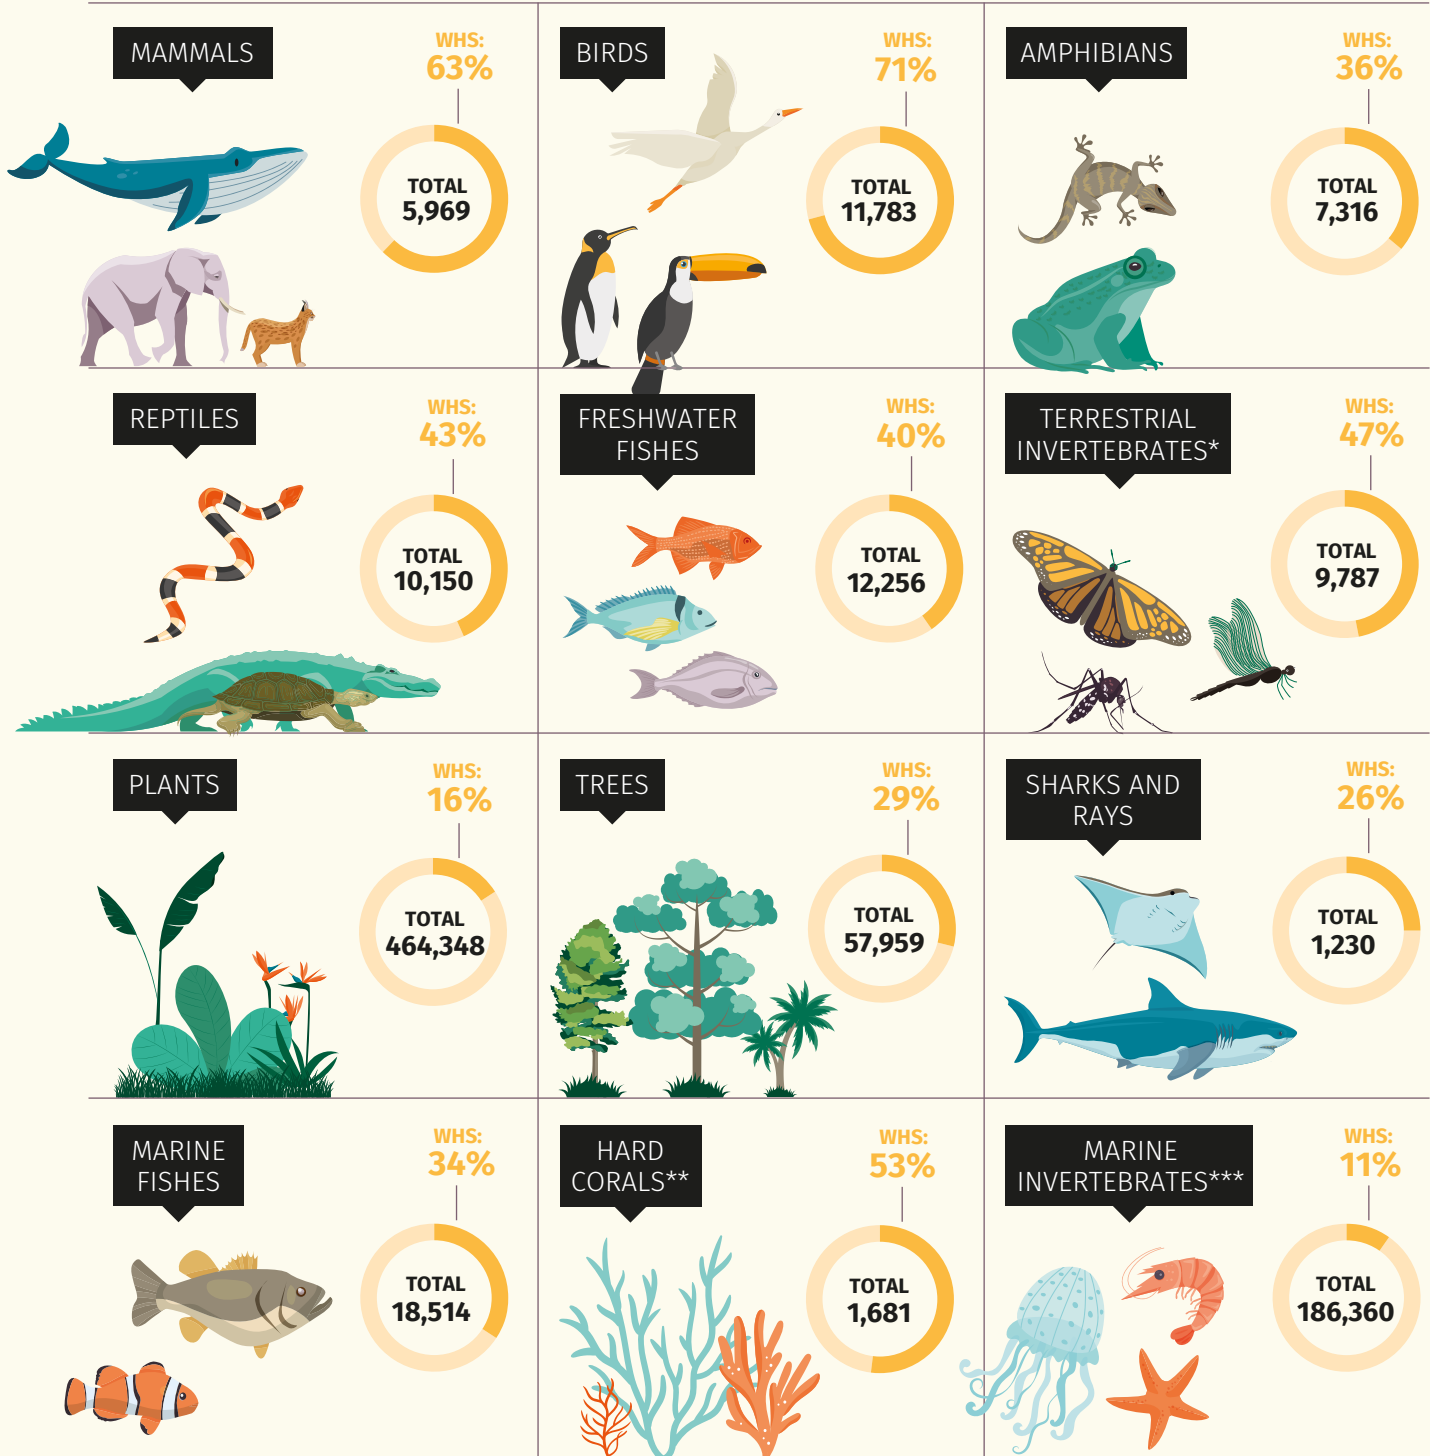 MAMMALS
WHS:
63%
TOTAL
5,969
BIRDS
WHS:
71%
TOTAL
11,783
AMPHIBIANS
WHS:
36%
TOTAL
7,316
REPTILES
WHS:
43%
TOTAL
10,150
FRESHWATER
FISHES
WHS:
40%
TOTAL
12,256
TERRESTRIAL
INVERTEBRATES*
WHS:
47%
TOTAL
9,787
PLANTS
WHS:
16%
TOTAL
464,348
TREES
WHS:
29%
TOTAL
57,959
SHARKS AND
RAYS
WHS:
26%
TOTAL
1,230
MARINE
FISHES
WHS:
34%
TOTAL
18,514
HARD
CORALS**
WHS:
53%
TOTAL
1,681
MARINE
INVERTEBRATES***
WHS:
11%
TOTAL
186,360